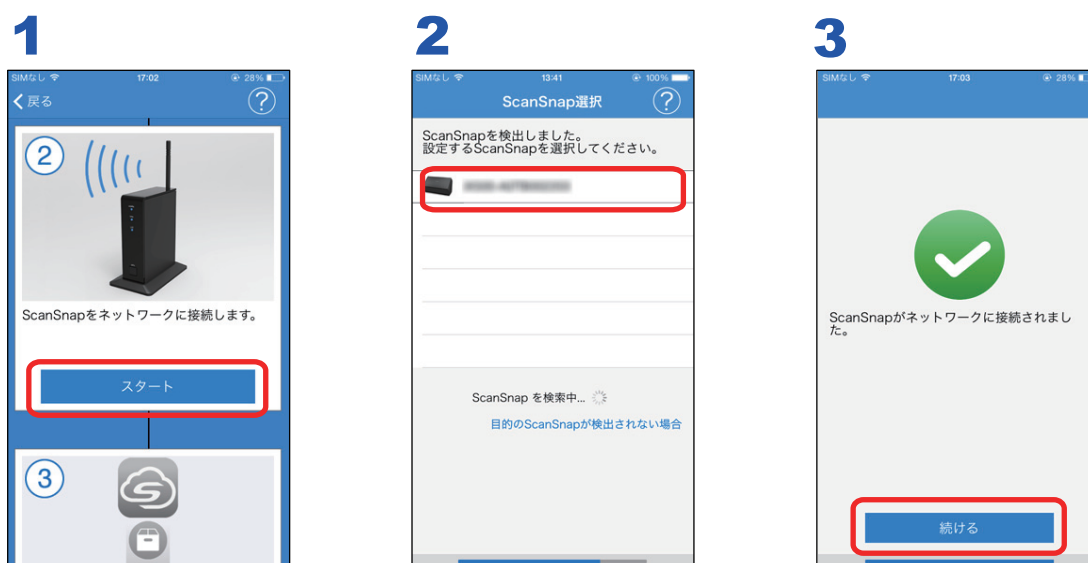 1
SIMなし 17:02 28%
戻る ?
2
ScanSnapをネットワークに接続します。
スタート
3
2
SIMなし 13:41 100%
ScanSnap選択 ?
ScanSnapを検出しました。
設定するScanSnapを選択してください。
ScanSnap を検索中...
目的のScanSnapが検出されない場合
3
SIMなし 17:03 28%
ScanSnapがネットワークに接続されまし
た。
続ける